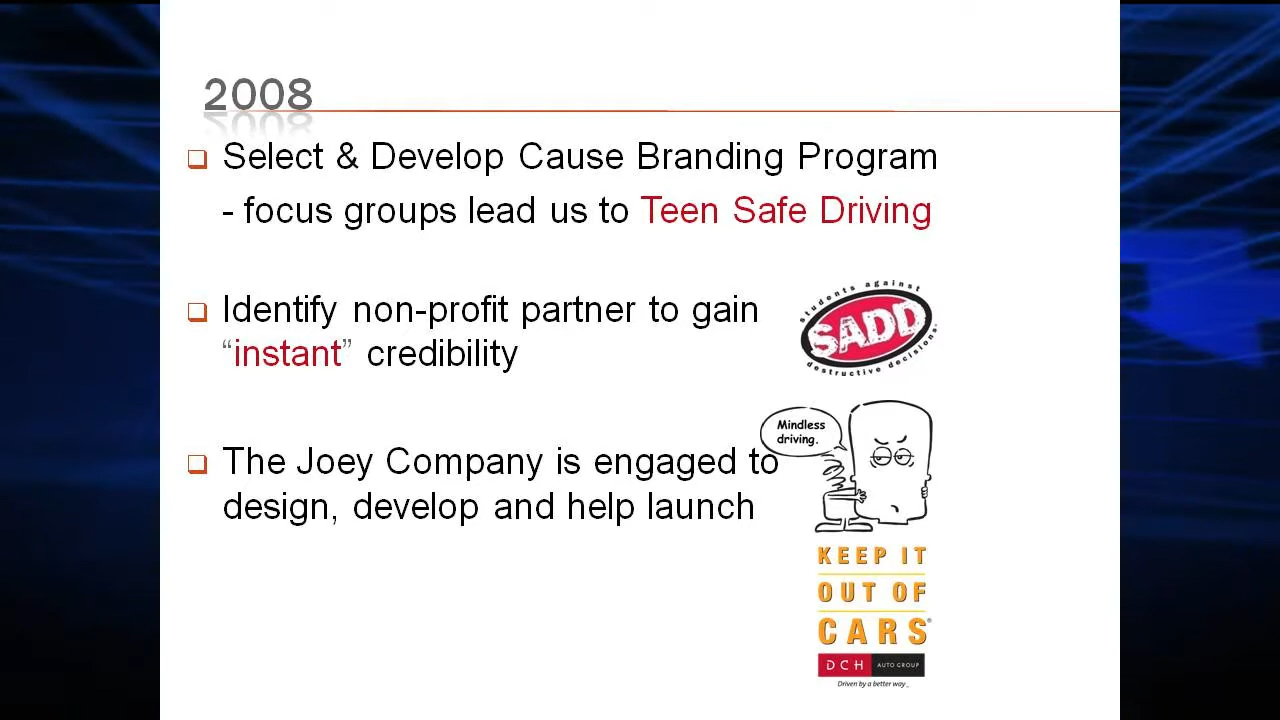 2008
Select & Develop Cause Branding Program
- focus groups lead us to Teen Safe Driving
Identify non-profit partner to gain
“instant” credibility
students against
SADD
destructive decisions®
Mindless
driving.
The Joey Company is engaged to
design, develop and help launch
KEEP IT
OUT OF
CARS®
DCH AUTO GROUP
Driven by a better way_